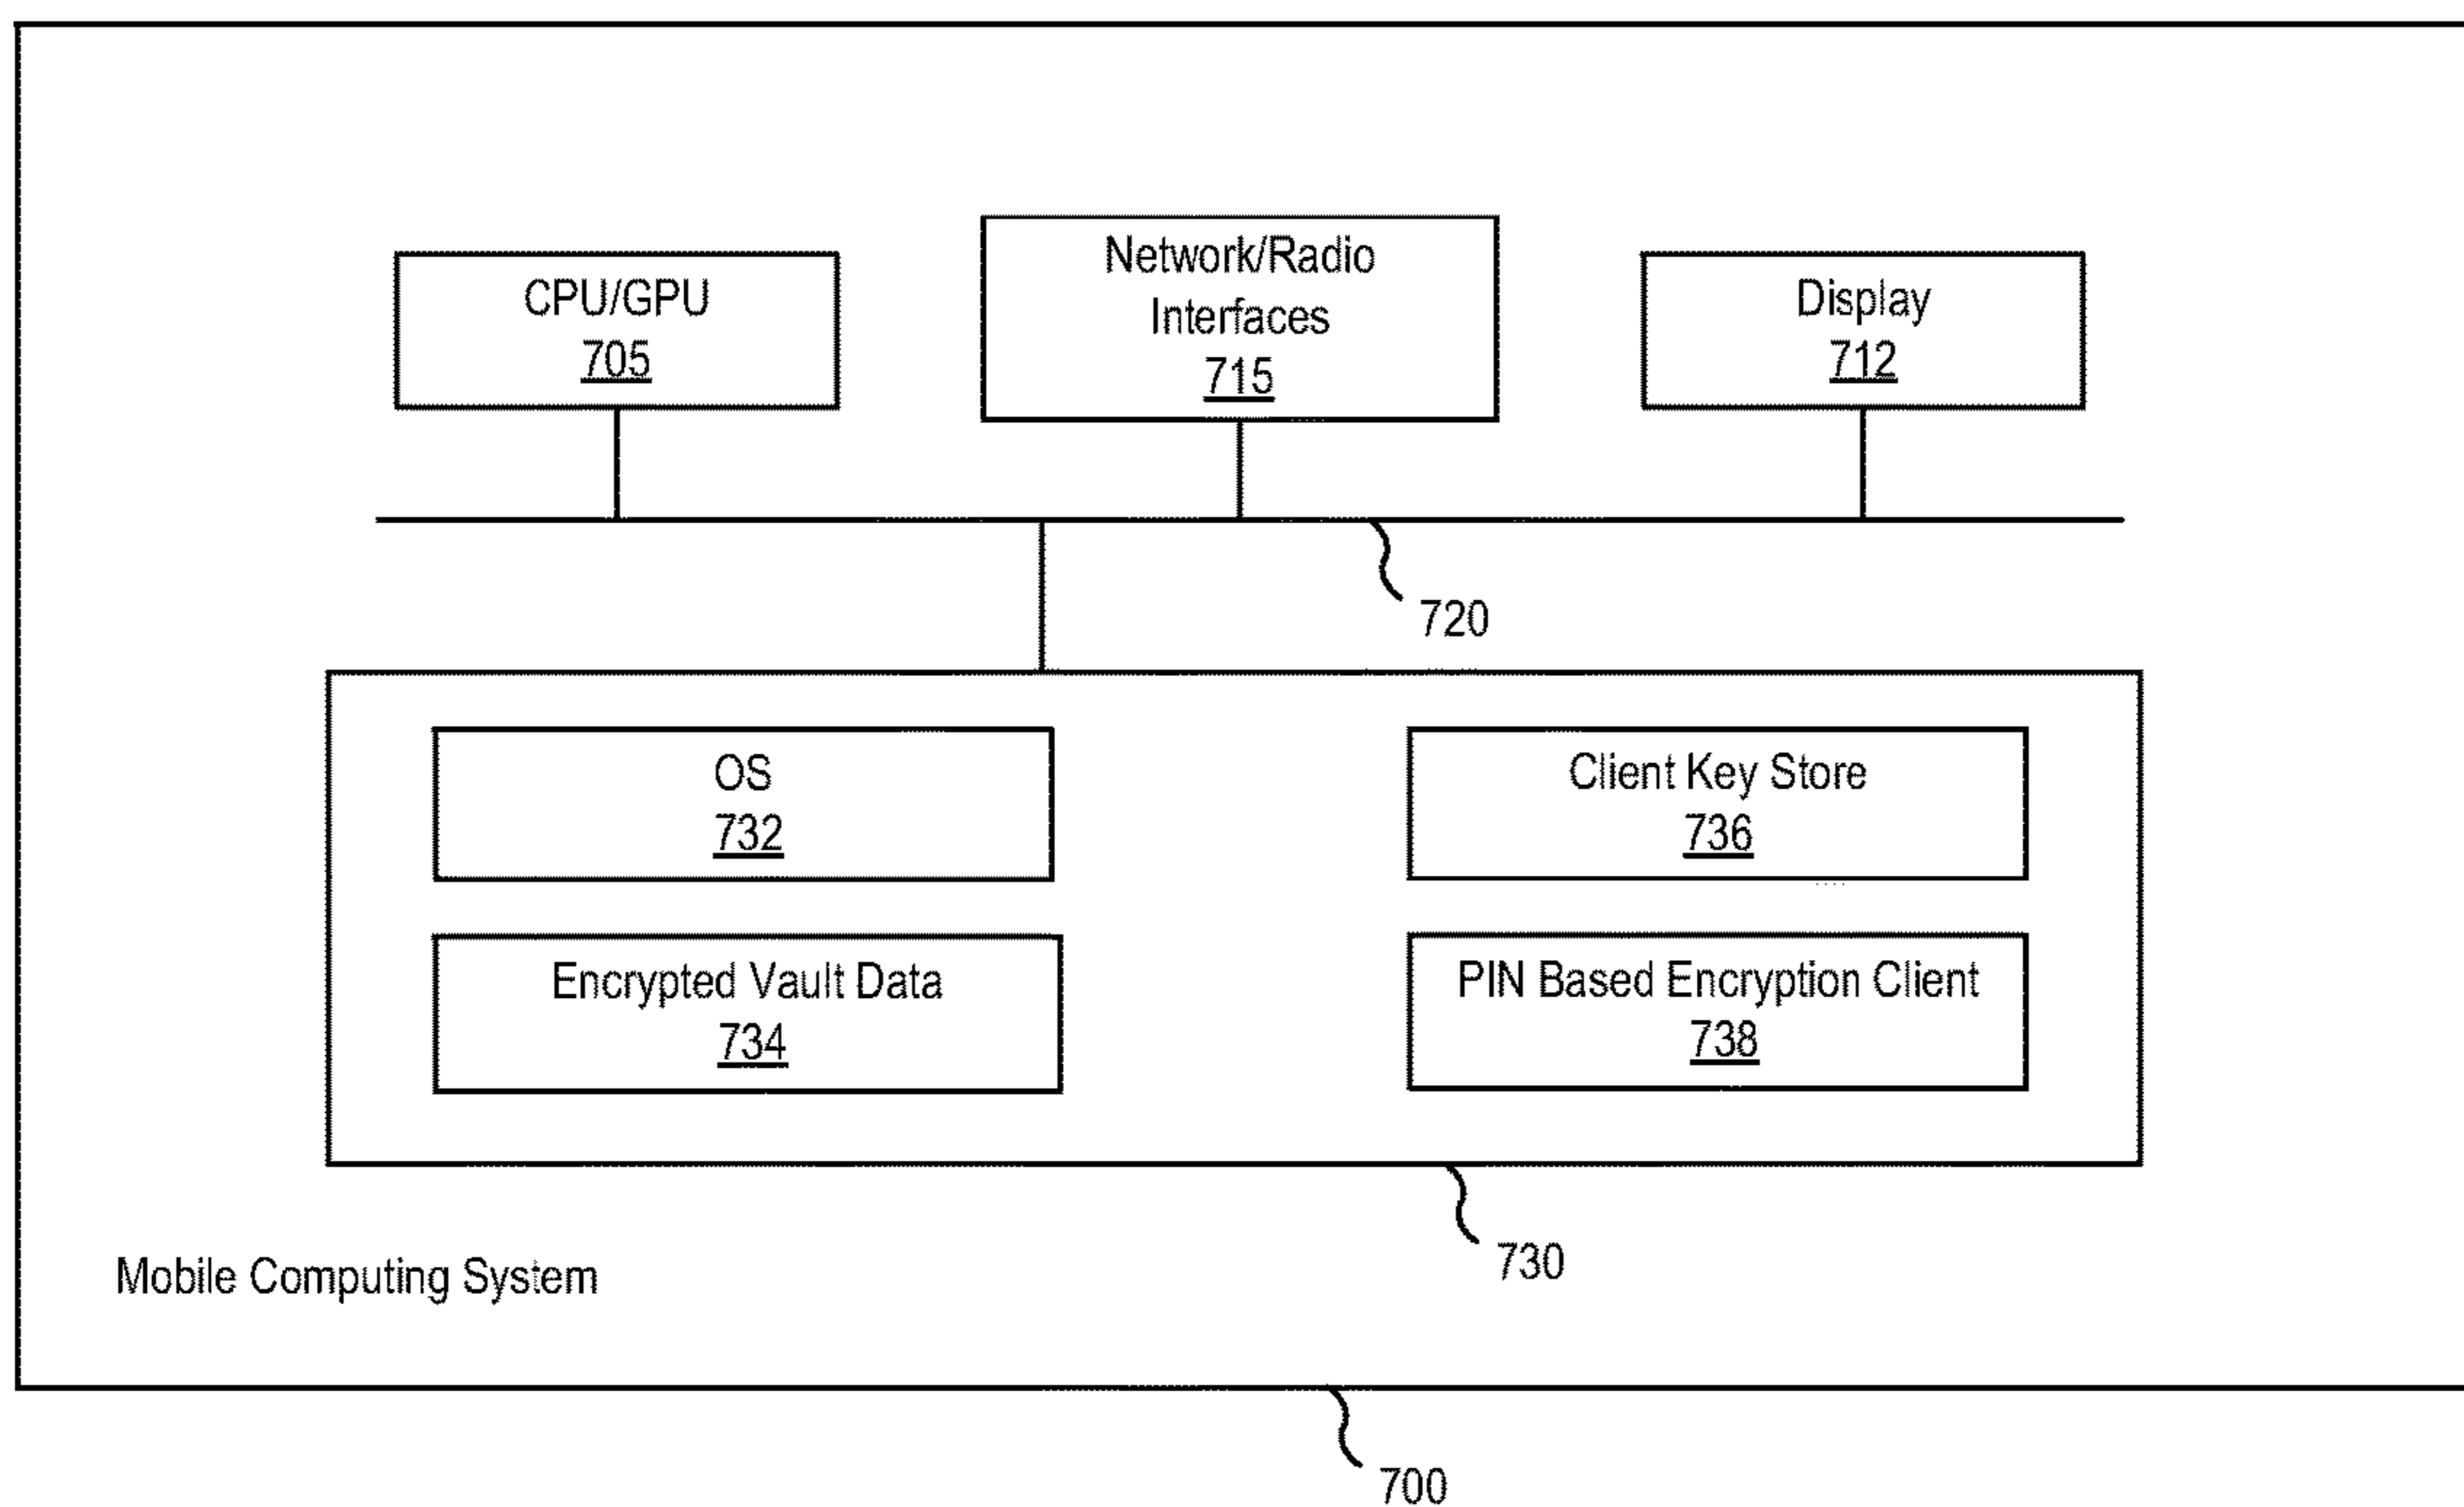 CPU/GPU
705
Network/Radio
Interfaces
715
Display
712
720
OS
732
Client Key Store
736
Encrypted Vault Data
734
PIN Based Encryption Client
738
730
Mobile Computing System
700